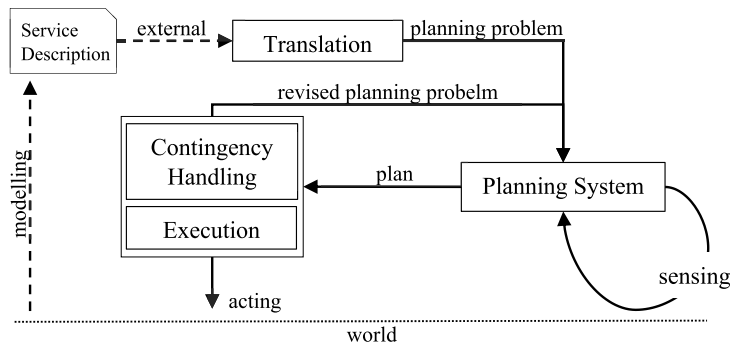 Service
Description
external
Translation
planning problem
revised planning probelm
Contingency
Handling
plan
Planning System
modelling
Execution
sensing
acting
world